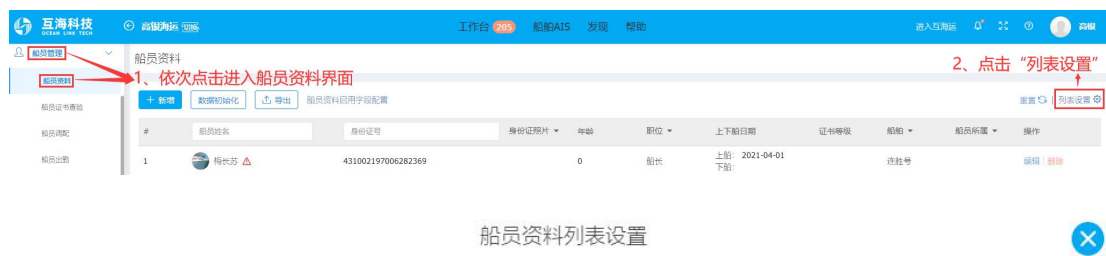 互海科技 OCEAN LINK TECH 高银海运 切换 工作台 205 船舶AIS 发现 帮助 进入互海运 高银
船员管理
船员资料
船员资料
1、依次点击进入船员资料界面
2、点击“列表设置”
+ 新增 数据初始化 导出 船员资料启用字段配置 重置 | 列表设置
船员证书查验
船员调配
船员出勤
# 船员姓名 身份证号 身份证照片 年龄 职位 上下船日期 证书等级 船舶 船员所属 操作
1 梅长苏 431002197006282369 0 船长 上船: 2021-04-01 连胜号 编辑 | 删除
下船:
船员资料列表设置